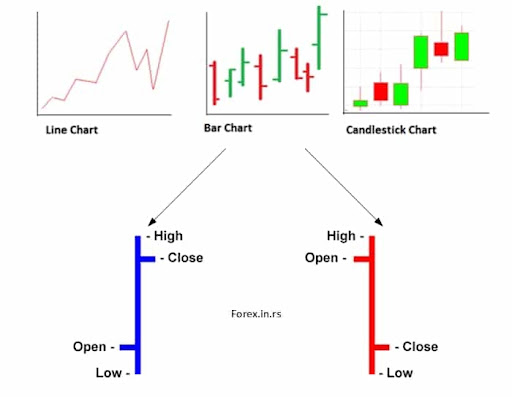 Line Chart
Bar Chart
Candlestick Chart
- High
- Close
Open -
Low -
High -
Open -
Forex.in.rs
- Close
- Low